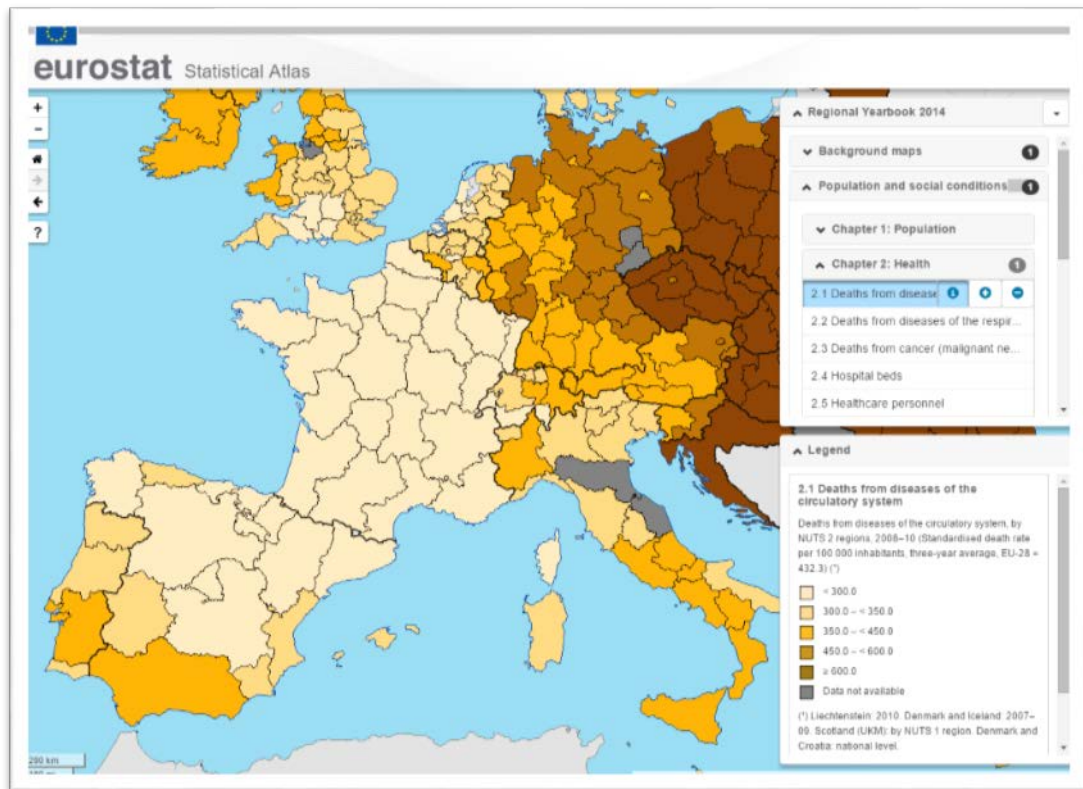 eurostat Statistical Atlas
+
−
?
Regional Yearbook 2014
Background maps 1
Population and social conditions 1
Chapter 1: Population
Chapter 2: Health 1
2.1 Deaths from disease
2.2 Deaths from diseases of the respir...
2.3 Deaths from cancer (malignant ne...
2.4 Hospital beds
2.5 Healthcare personnel
Legend
2.1 Deaths from diseases of the
circulatory system
Deaths from diseases of the circulatory system, by
NUTS 2 regions, 2008–10 (Standardised death rate
per 100 000 inhabitants, three-year average, EU-28 =
432.3) (*)
< 300.0
300.0 – < 350.0
350.0 – < 450.0
450.0 – < 600.0
≥ 600.0
Data not available
(*) Liechtenstein: 2010. Denmark and Iceland: 2007–
09. Scotland (UKM): by NUTS 1 region. Denmark and
Croatia: national level.
km